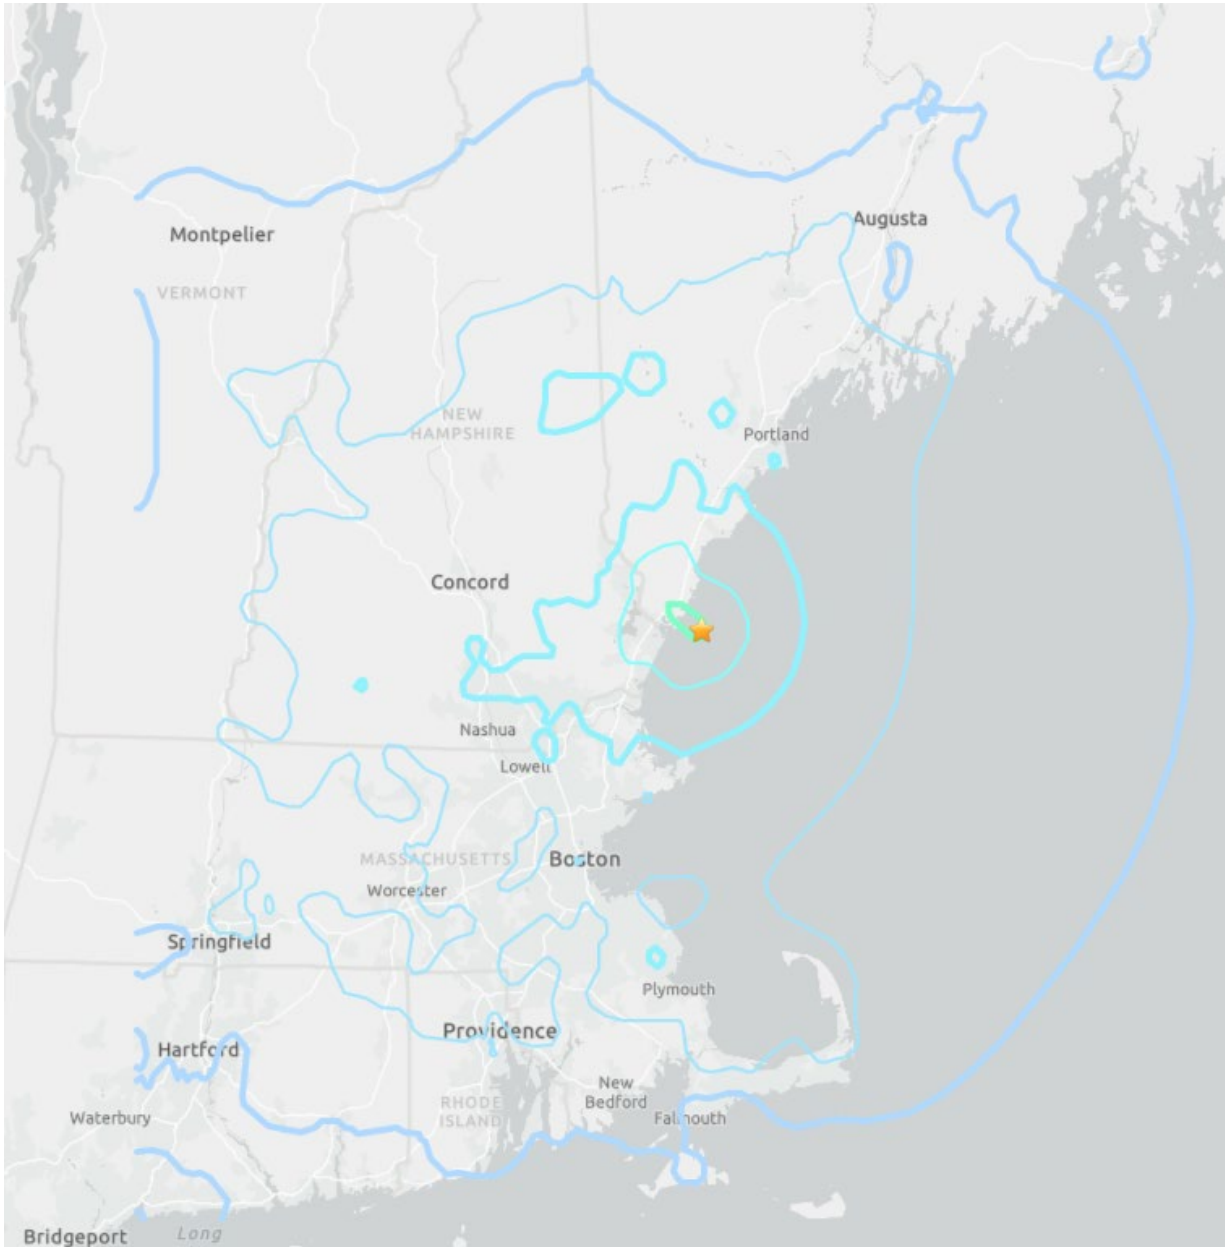 Montpelier
Augusta
VERMONT
NEW
HAMPSHIRE
Portland
Concord
Nashua
Lowell
MASSACHUSETTS
Boston
Worcester
Springfield
Plymouth
Providence
Hartford
New
Bedford
RHODE
ISLAND
Waterbury
Falmouth
Bridgeport
Long